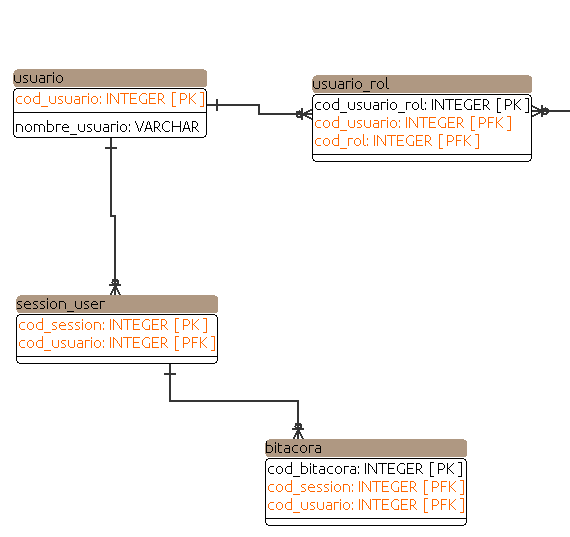 usuario
cod_usuario: INTEGER [PK]
nombre_usuario: VARCHAR
usuario_rol
cod_usuario_rol: INTEGER [PK]
cod_usuario: INTEGER [PFK]
cod_rol: INTEGER [PFK]
session_user
cod_session: INTEGER [PK]
cod_usuario: INTEGER [PFK]
bitacora
cod_bitacora: INTEGER [PK]
cod_session: INTEGER [PFK]
cod_usuario: INTEGER [PFK]